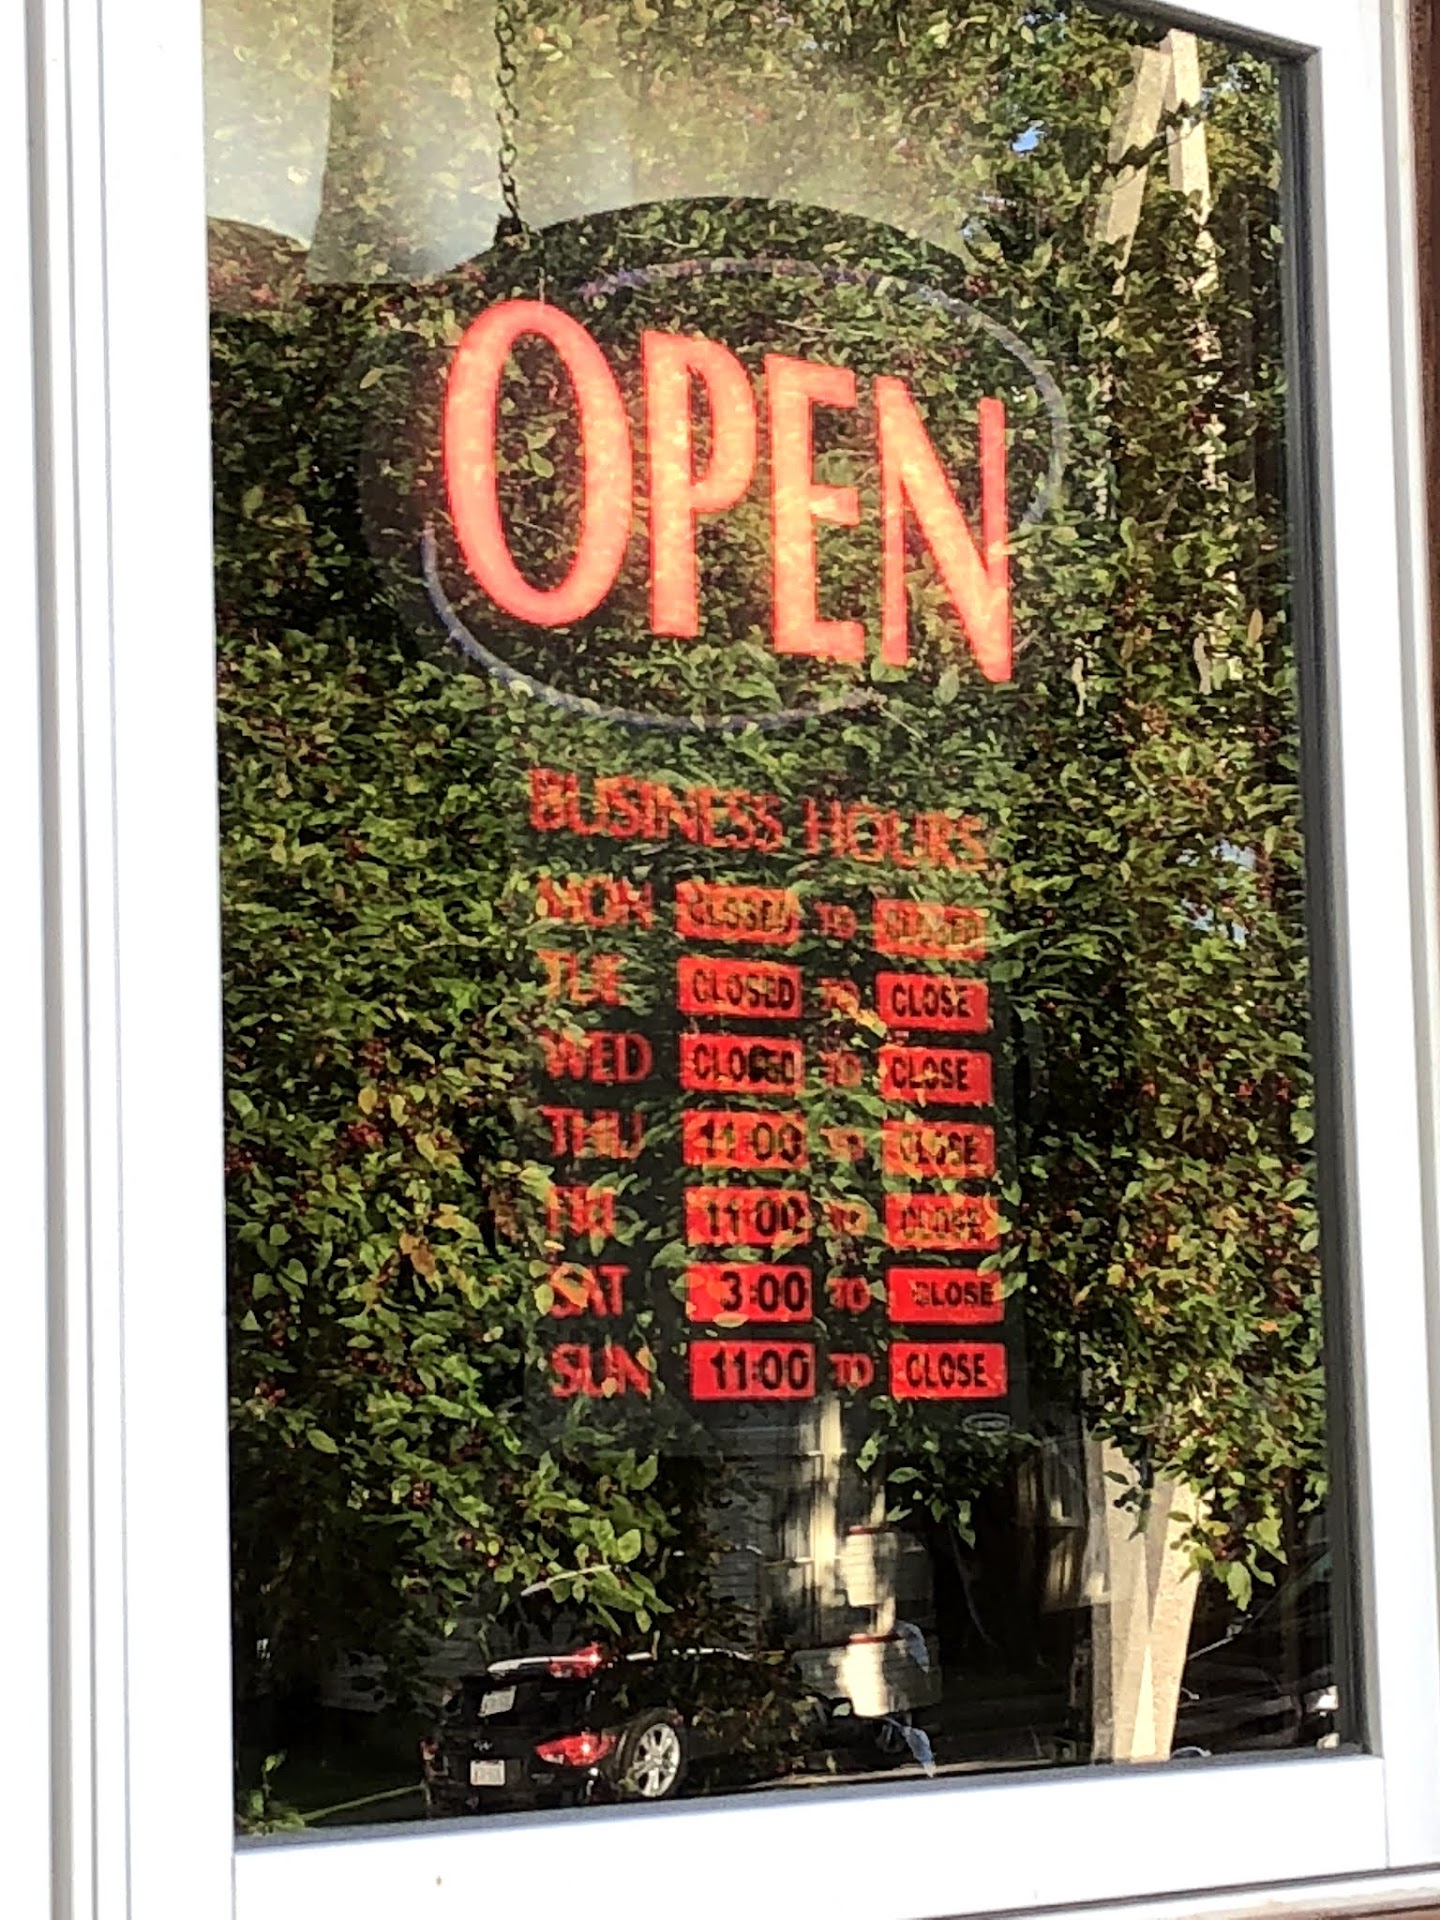 OPEN
BUSINESS HOURS
MON CLOSED TO CLOSED
TUE CLOSED TO CLOSE
WED CLOSED TO CLOSE
THU 11:00 TO CLOSE
FRI 11:00 TO CLOSE
SAT 3:00 TO CLOSE
SUN 11:00 TO CLOSE